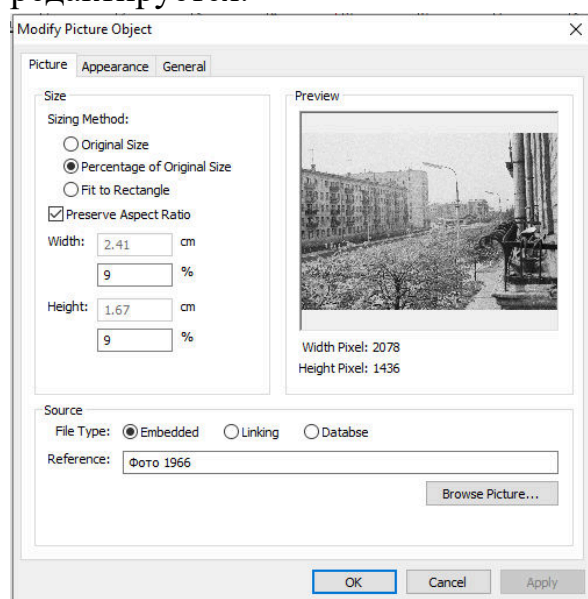 редактируется.
Modify Picture Object
Picture Appearance General
Size
Sizing Method:
Original Size
Percentage of Original Size
Fit to Rectangle
Preserve Aspect Ratio
Width: 2.41 cm
9 %
Height: 1.67 cm
9 %
Preview
Width Pixel: 2078
Height Pixel: 1436
Source
File Type: Embedded Linking Databse
Reference: Фото 1966
Browse Picture...
OK Cancel Apply